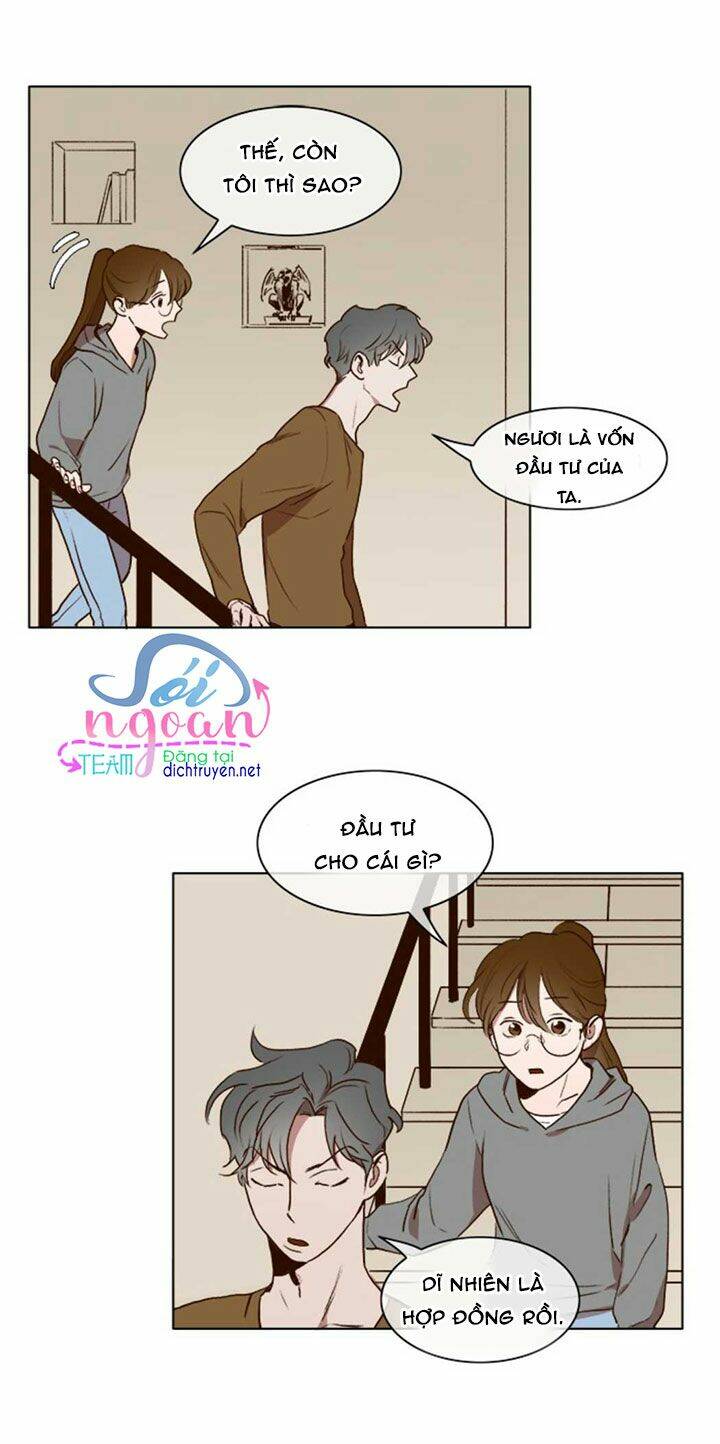 THẾ, CÒN
TÔI THÌ SAO?
NGƯƠI LÀ VỐN
ĐẦU TƯ CỦA
TA.
Sói
ngoan
TEAM
Đăng tại
dichtruyen.net
ĐẦU TƯ
CHO CÁI GÌ?
DĨ NHIÊN LÀ
HỢP ĐỒNG RỒI.